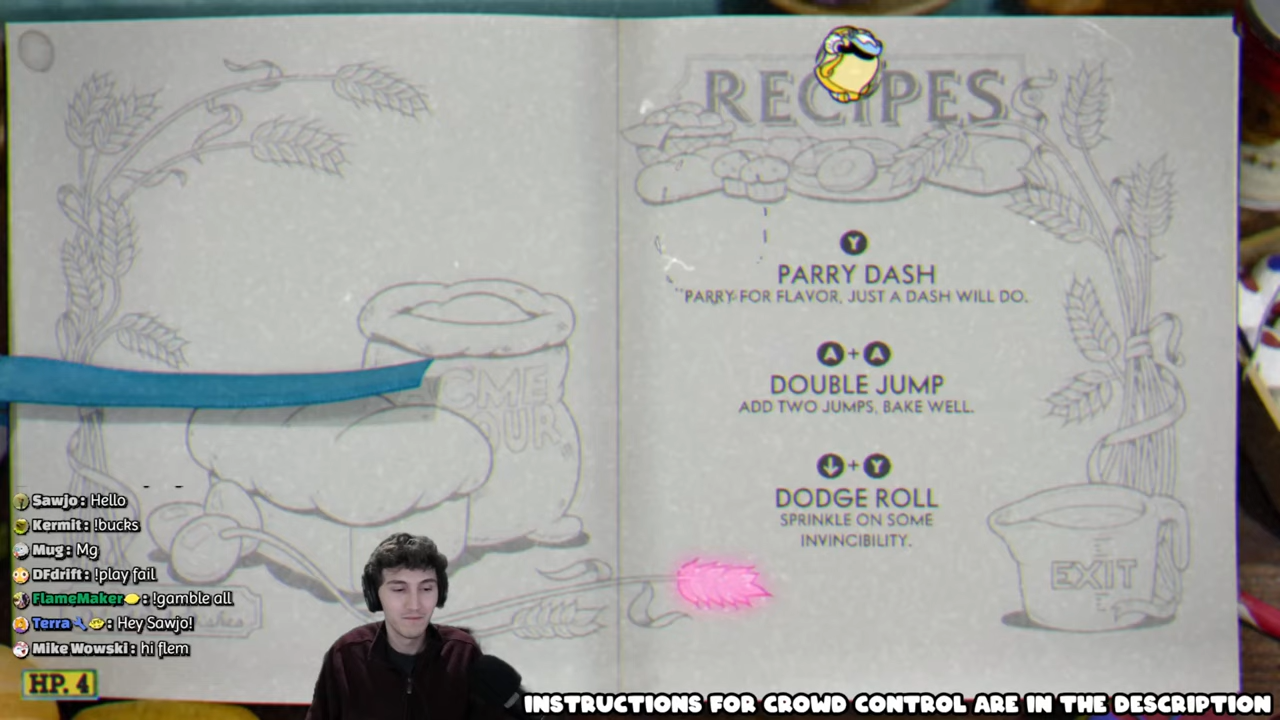 RECIPES
Y
PARRY DASH
PARRY FOR FLAVOR, JUST A DASH WILL DO.
A + A
DOUBLE JUMP
ADD TWO JUMPS, BAKE WELL.
↓ + Y
DODGE ROLL
SPRINKLE ON SOME
INVINCIBILITY.
EXIT
CME
OUR
Sawjo: Hello
Kermit: !bucks
Mug: Mg
DFdrift: !play fail
FlameMaker: !gamble all
Terra: Hey Sawjo!
Mike Wowski: hi flem
HP. 4
INSTRUCTIONS FOR CROWD CONTROL ARE IN THE DESCRIPTION